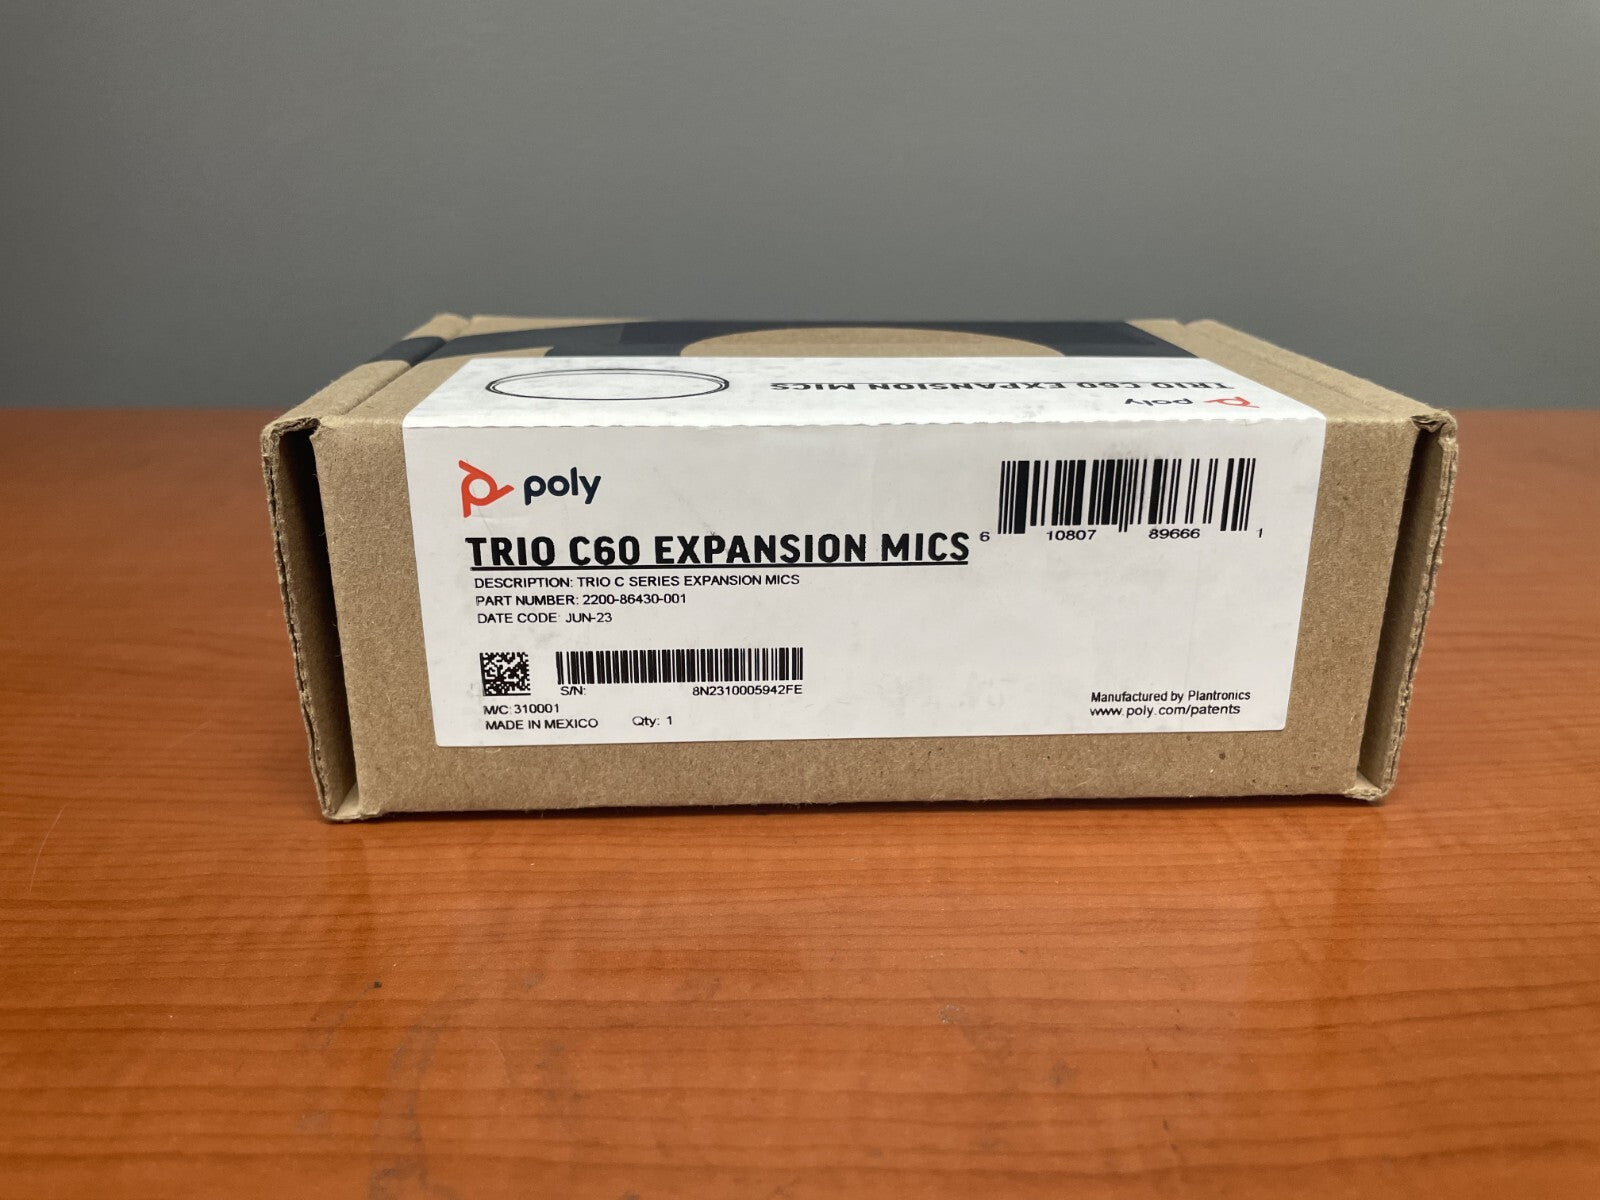 TRIO C60 EXPANSION MICS
poly
poly
TRIO C60 EXPANSION MICS
6 10807 89666 1
DESCRIPTION: TRIO C SERIES EXPANSION MICS
PART NUMBER: 2200-86430-001
DATE CODE: JUN-23
S/N: 8N2310005942FE
M/C: 310001
MADE IN MEXICO Qty: 1
Manufactured by Plantronics
www.poly.com/patents